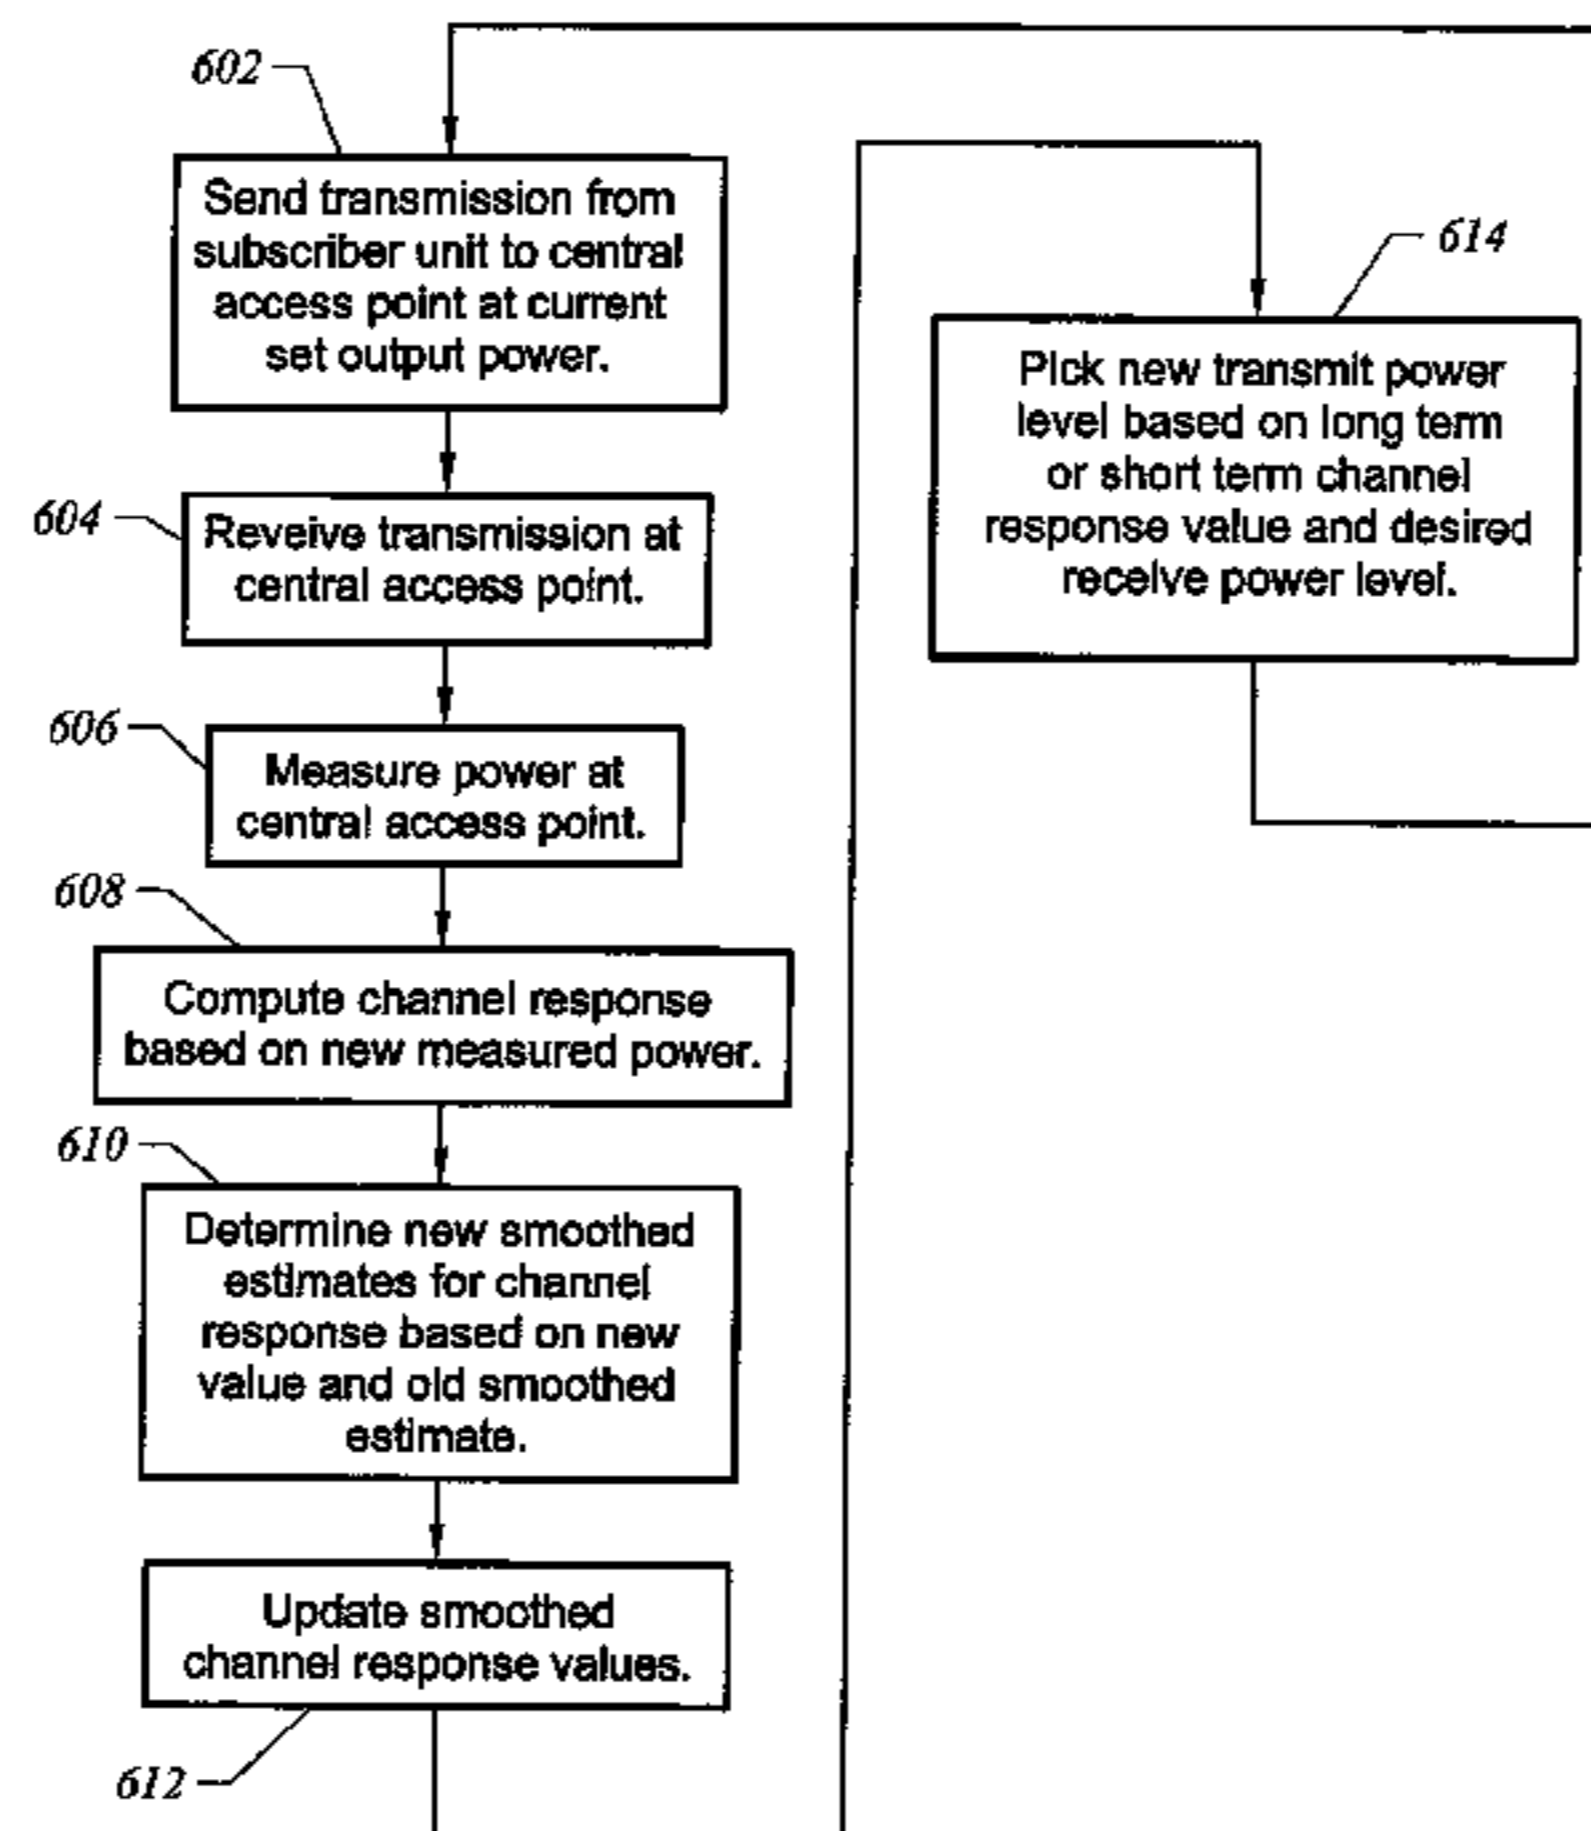 602
Send transmission from
subscriber unit to central
access point at current
set output power.
604
Reveive transmission at
central access point.
606
Measure power at
central access point.
608
Compute channel response
based on new measured power.
610
Determine new smoothed
estimates for channel
response based on new
value and old smoothed
estimate.
Update smoothed
channel response values.
612
614
Pick new transmit power
level based on long term
or short term channel
response value and desired
receive power level.